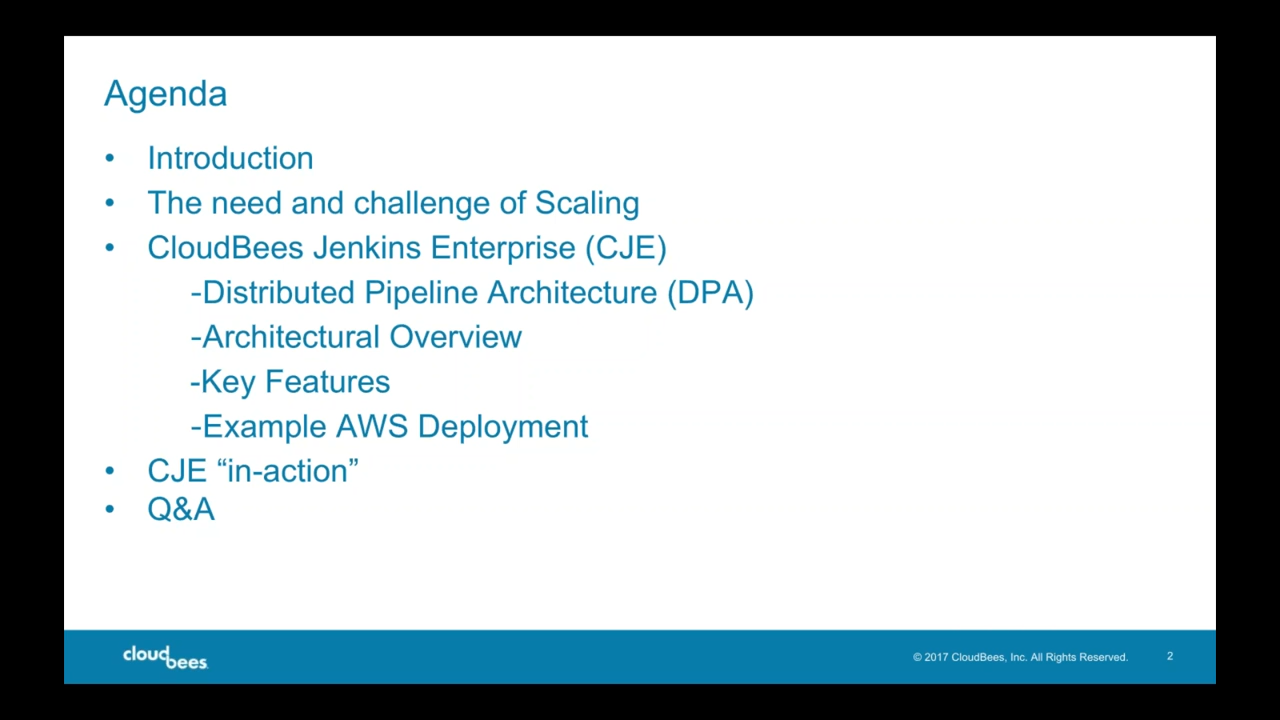 Agenda
• Introduction
• The need and challenge of Scaling
• CloudBees Jenkins Enterprise (CJE)
-Distributed Pipeline Architecture (DPA)
-Architectural Overview
-Key Features
-Example AWS Deployment
• CJE “in-action”
• Q&A
cloudbees.
© 2017 CloudBees, Inc. All Rights Reserved.
2